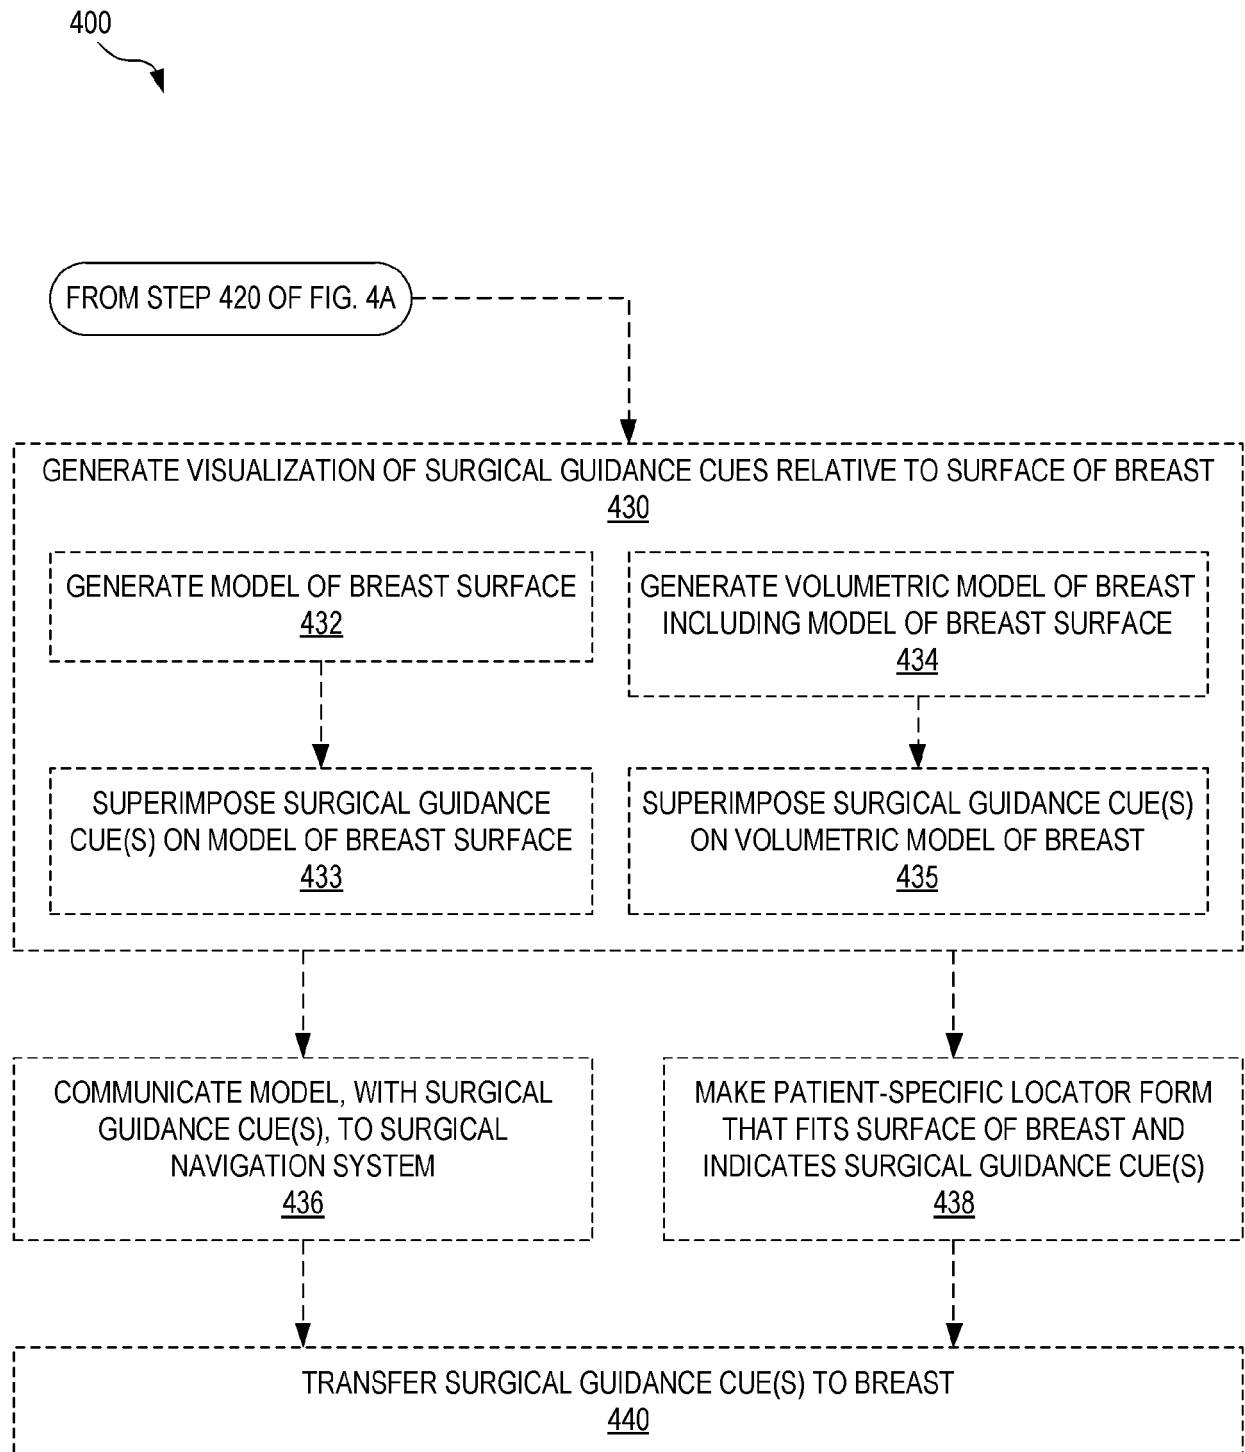 400
FROM STEP 420 OF FIG. 4A
GENERATE VISUALIZATION OF SURGICAL GUIDANCE CUES RELATIVE TO SURFACE OF BREAST
430
GENERATE MODEL OF BREAST SURFACE
432
GENERATE VOLUMETRIC MODEL OF BREAST
INCLUDING MODEL OF BREAST SURFACE
434
SUPERIMPOSE SURGICAL GUIDANCE
CUE(S) ON MODEL OF BREAST SURFACE
433
SUPERIMPOSE SURGICAL GUIDANCE CUE(S)
ON VOLUMETRIC MODEL OF BREAST
435
COMMUNICATE MODEL, WITH SURGICAL
GUIDANCE CUE(S), TO SURGICAL
NAVIGATION SYSTEM
436
MAKE PATIENT-SPECIFIC LOCATOR FORM
THAT FITS SURFACE OF BREAST AND
INDICATES SURGICAL GUIDANCE CUE(S)
438
TRANSFER SURGICAL GUIDANCE CUE(S) TO BREAST
440